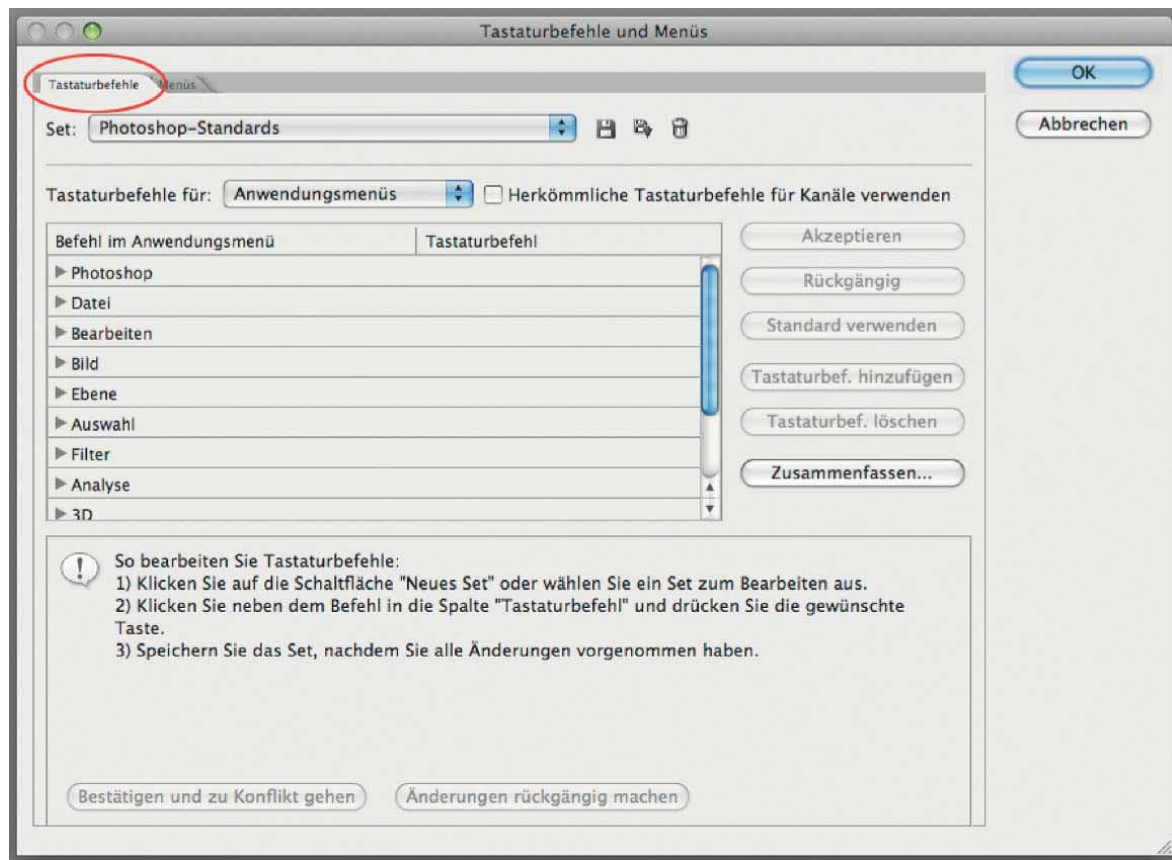 Tastaturbefehle und Menüs
Tastaturbefehle Menüs
OK
Abbrechen
Set: Photoshop-Standards
Tastaturbefehle für: Anwendungsmenüs Herkömmliche Tastaturbefehle für Kanäle verwenden
Befehl im Anwendungsmenü Tastaturbefehl
Photoshop
Datei
Bearbeiten
Bild
Ebene
Auswahl
Filter
Analyse
3D
Akzeptieren
Rückgängig
Standard verwenden
Tastaturbef. hinzufügen
Tastaturbef. löschen
Zusammenfassen...
So bearbeiten Sie Tastaturbefehle:
1) Klicken Sie auf die Schaltfläche "Neues Set" oder wählen Sie ein Set zum Bearbeiten aus.
2) Klicken Sie neben dem Befehl in die Spalte "Tastaturbefehl" und drücken Sie die gewünschte
Taste.
3) Speichern Sie das Set, nachdem Sie alle Änderungen vorgenommen haben.
Bestätigen und zu Konflikt gehen Änderungen rückgängig machen